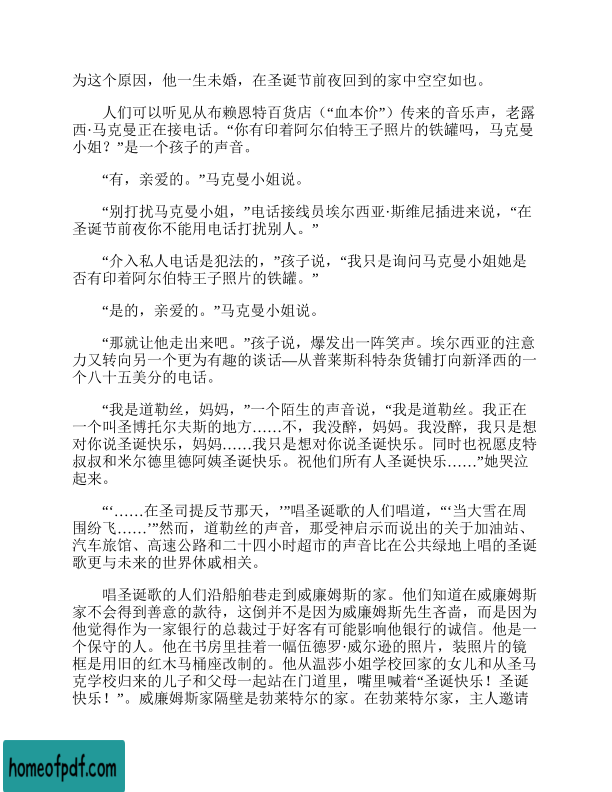 为这个原因，他一生未婚，在圣诞节前夜回到的家中空空如也。
人们可以听见从布赖恩特百货店（“血本价”）传来的音乐声，老露
西·马克曼正在接电话。“你有印着阿尔伯特王子照片的铁罐吗，马克曼
小姐？”是一个孩子的声音。
“有，亲爱的。”马克曼小姐说。
“别打扰马克曼小姐，”电话接线员埃尔西亚·斯维尼插进来说，“在
圣诞节前夜你不能用电话打扰别人。”
“介入私人电话是犯法的，”孩子说，“我只是询问马克曼小姐她是
否有印着阿尔伯特王子照片的铁罐。”
“是的，亲爱的。”马克曼小姐说。
“那就让他走出来吧。”孩子说，爆发出一阵笑声。埃尔西亚的注意
力又转向另一个更为有趣的谈话—从普莱斯科特杂货铺打向新泽西的一
个八十五美分的电话。
“我是道勒丝，妈妈，”一个陌生的声音说，“我是道勒丝。我正在
一个叫圣博托尔夫斯的地方……不，我没醉，妈妈。我没醉，我只是想
对你说圣诞快乐，妈妈……我只是想对你说圣诞快乐。同时也祝愿皮特
叔叔和米尔德里德阿姨圣诞快乐。祝他们所有人圣诞快乐……”她哭泣
起来。
“‘……在圣司提反节那天，’”唱圣诞歌的人们唱道，“‘当大雪在周
围纷飞……’”然而，道勒丝的声音，那受神启示而说出的关于加油站、
汽车旅馆、高速公路和二十四小时超市的声音比在公共绿地上唱的圣诞
歌更与未来的世界休戚相关。
唱圣诞歌的人们沿船舶巷走到威廉姆斯的家。他们知道在威廉姆斯
家不会得到善意的款待，这倒并不是因为威廉姆斯先生吝啬，而是因为
他觉得作为一家银行的总裁过于好客有可能影响他银行的诚信。他是一
个保守的人。他在书房里挂着一幅伍德罗·威尔逊的照片，装照片的镜
框是用旧的红木马桶座改制的。他从温莎小姐学校回家的女儿和从圣马
克学校归来的儿子和父母一起站在门道里，嘴里喊着“圣诞快乐！圣诞
快乐！”。威廉姆斯家隔壁是勃莱特尔的家。在勃莱特尔家，主人邀请
homeofpdf.com